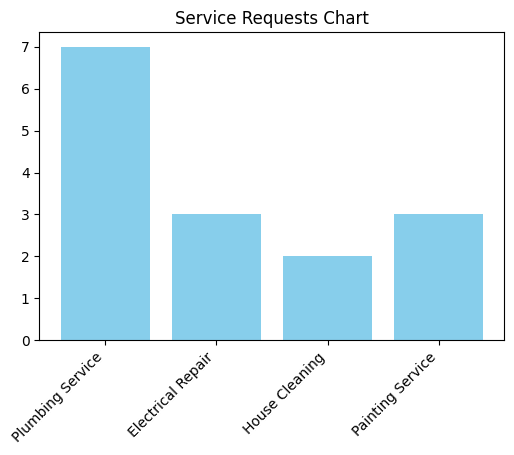 Service Requests Chart
7
6
5
4
3
2
1
0
Plumbing Service
Electrical Repair
House Cleaning
Painting Service